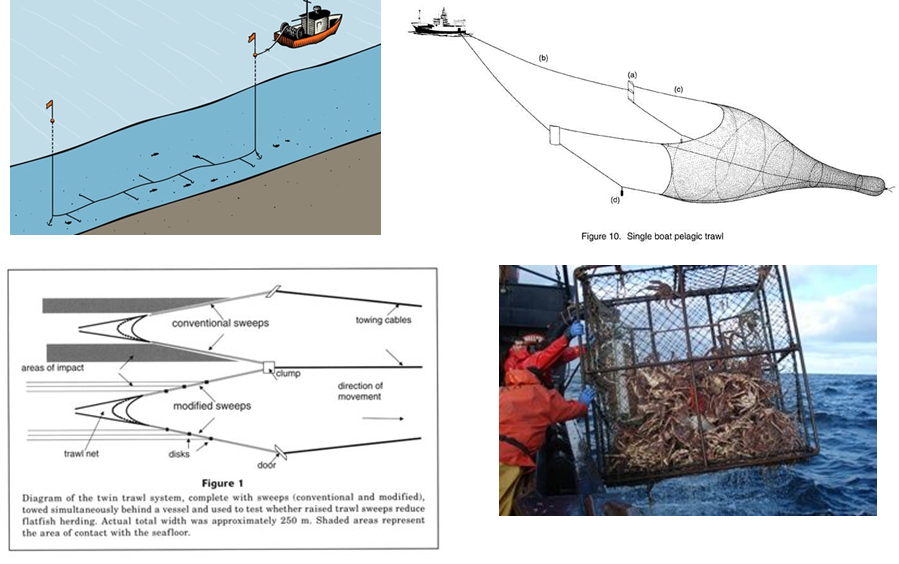 (b)
(a)
(c)
(d)
Figure 10. Single boat pelagic trawl
conventional sweeps
towing cables
areas of impact
clump
direction of
movement
modified sweeps
trawl net
disks
door
Figure 1
Diagram of the twin trawl system, complete with sweeps (conventional and modified),
towed simultaneously behind a vessel and used to test whether raised trawl sweeps reduce
flatfish herding. Actual total width was approximately 250 m. Shaded areas represent
the area of contact with the seafloor.